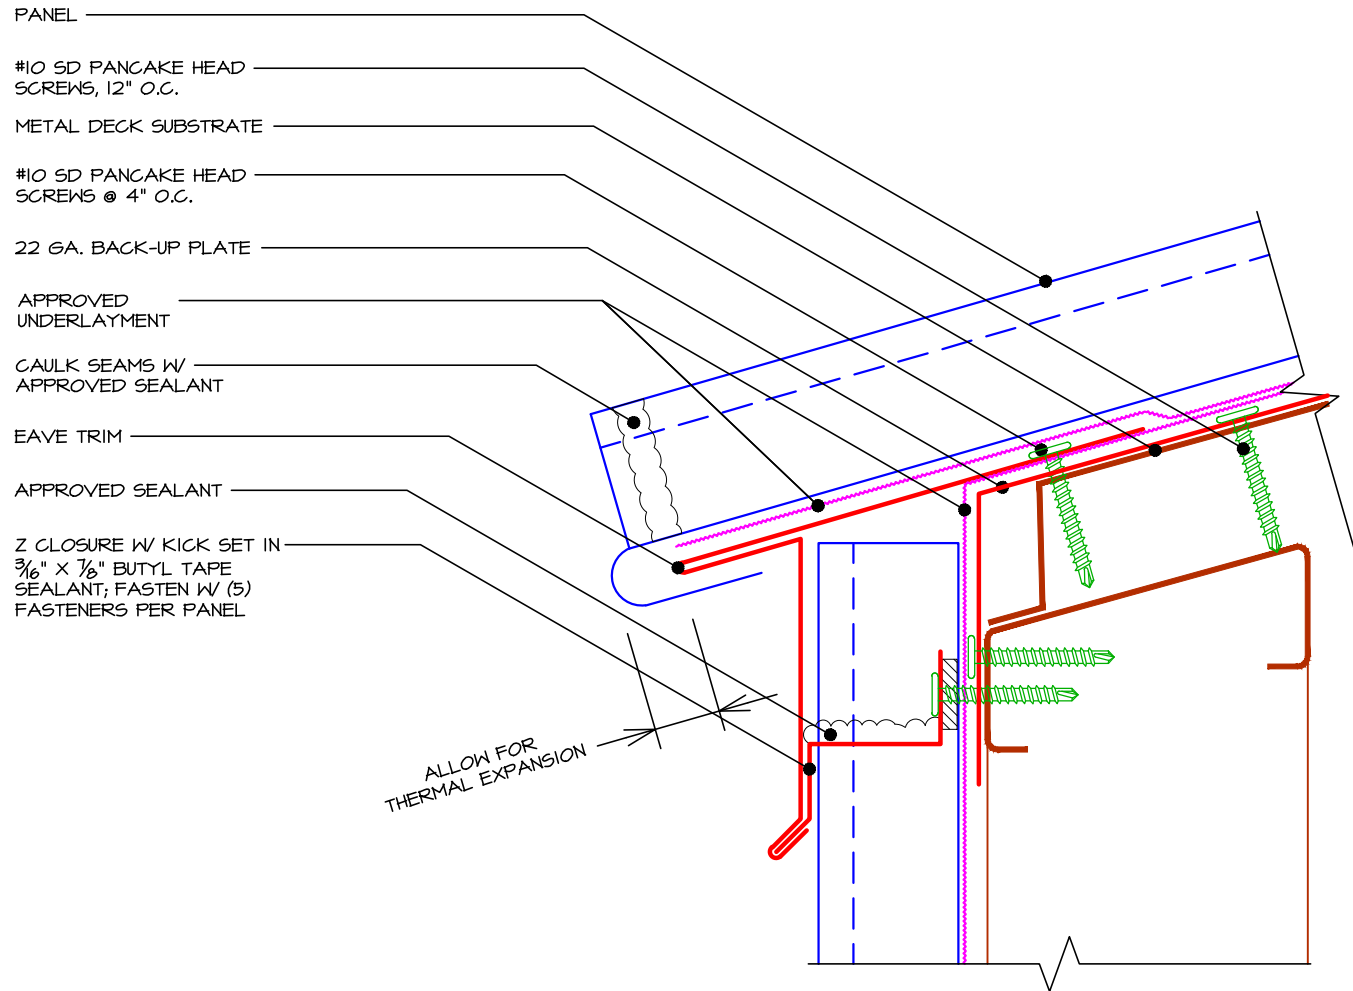 PANEL
#10 SD PANCAKE HEAD
SCREWS, 12" O.C.
METAL DECK SUBSTRATE
#10 SD PANCAKE HEAD
SCREWS @ 4" O.C.
22 GA. BACK-UP PLATE
APPROVED
UNDERLAYMENT
CAULK SEAMS W/
APPROVED SEALANT
EAVE TRIM
APPROVED SEALANT
Z CLOSURE W/ KICK SET IN
3/16" X 7/8" BUTYL TAPE
SEALANT; FASTEN W/ (5)
FASTENERS PER PANEL
ALLOW FOR
THERMAL EXPANSION